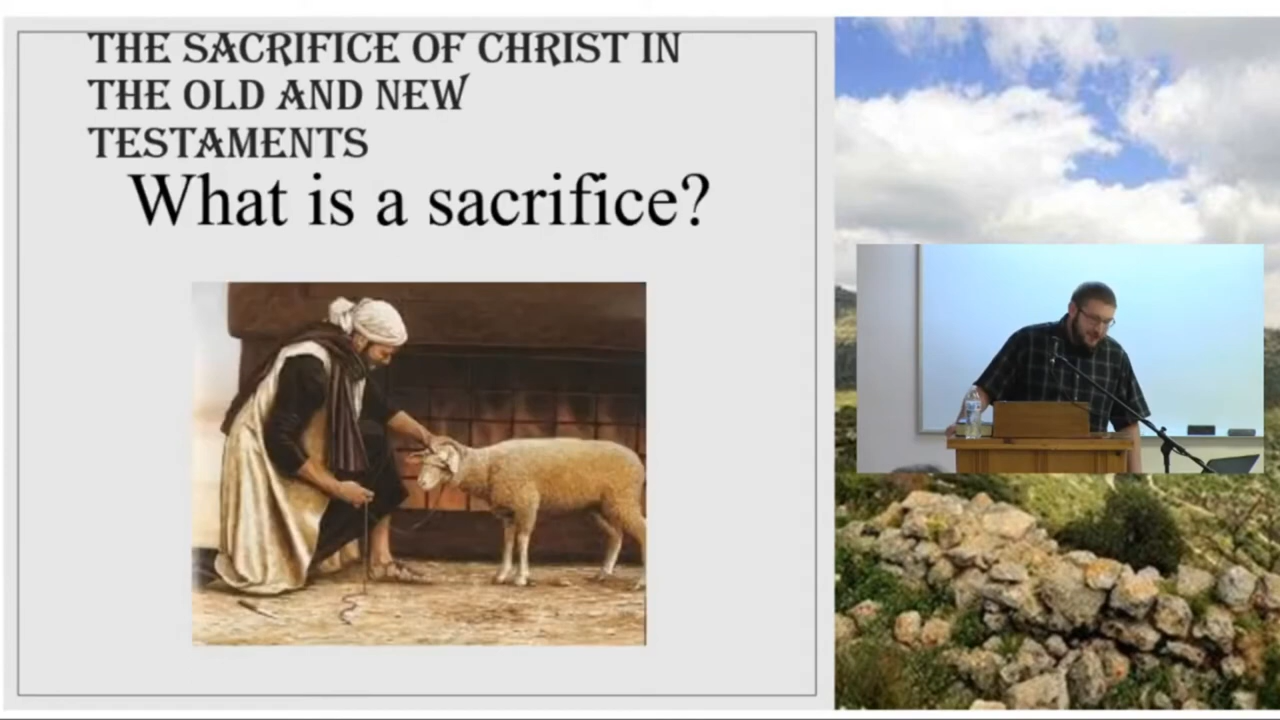 THE SACRIFICE OF CHRIST IN
THE OLD AND NEW
TESTAMENTS
What is a sacrifice?